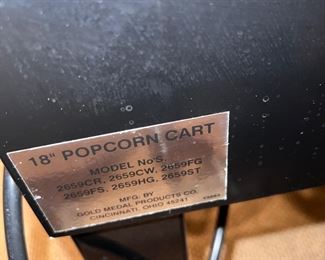 18" POPCORN CART
MODEL No'S.
2659CR, 2659CW, 2659FG
2659FS, 2659HG, 2659ST
MFG. BY
GOLD MEDAL PRODUCTS CO.
CINCINNATI, OHIO 45241